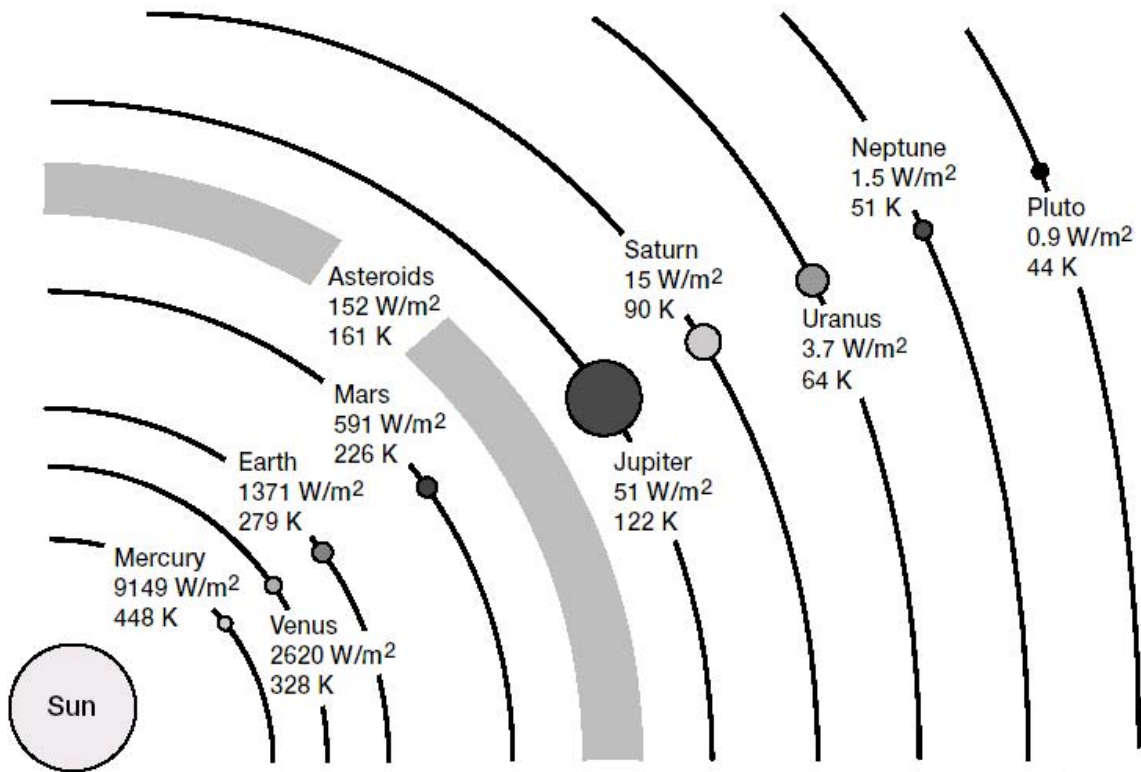 Neptune
1.5 W/m²
51 K
Pluto
0.9 W/m²
44 K
Saturn
15 W/m²
90 K
Uranus
3.7 W/m²
64 K
Asteroids
152 W/m²
161 K
Mars
591 W/m²
226 K
Jupiter
51 W/m²
122 K
Earth
1371 W/m²
279 K
Mercury
9149 W/m²
448 K
Venus
2620 W/m²
328 K
Sun